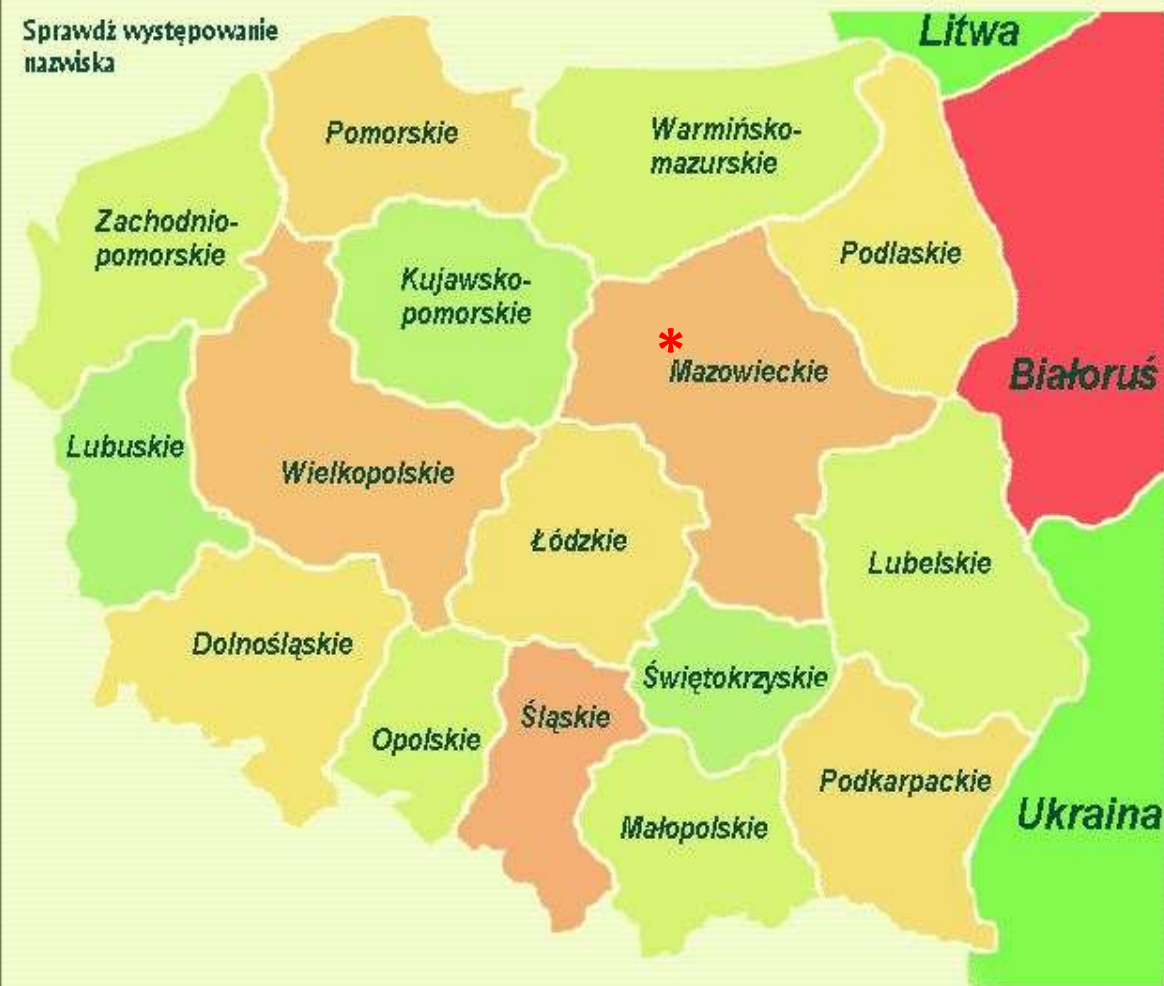 Sprawdź występowanie
nazwiska
Litwa
Pomorskie
Warmińsko-
mazurskie
Zachodnio-
pomorskie
Podlaskie
Kujawsko-
pomorskie
*
Mazowieckie
Białoruś
Lubuskie
Wielkopolskie
Łódzkie
Lubelskie
Dolnośląskie
Świętokrzyskie
Śląskie
Opolskie
Podkarpackie
Małopolskie
Ukraina